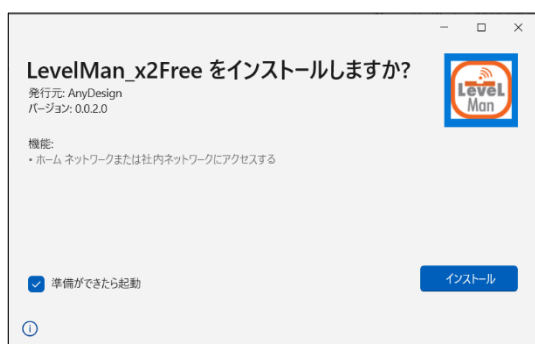 LevelMan_x2Free をインストールしますか?
発行元: AnyDesign
バージョン: 0.0.2.0
LeveL
Man
機能:
• ホーム ネットワークまたは社内ネットワークにアクセスする
準備ができたら起動
インストール